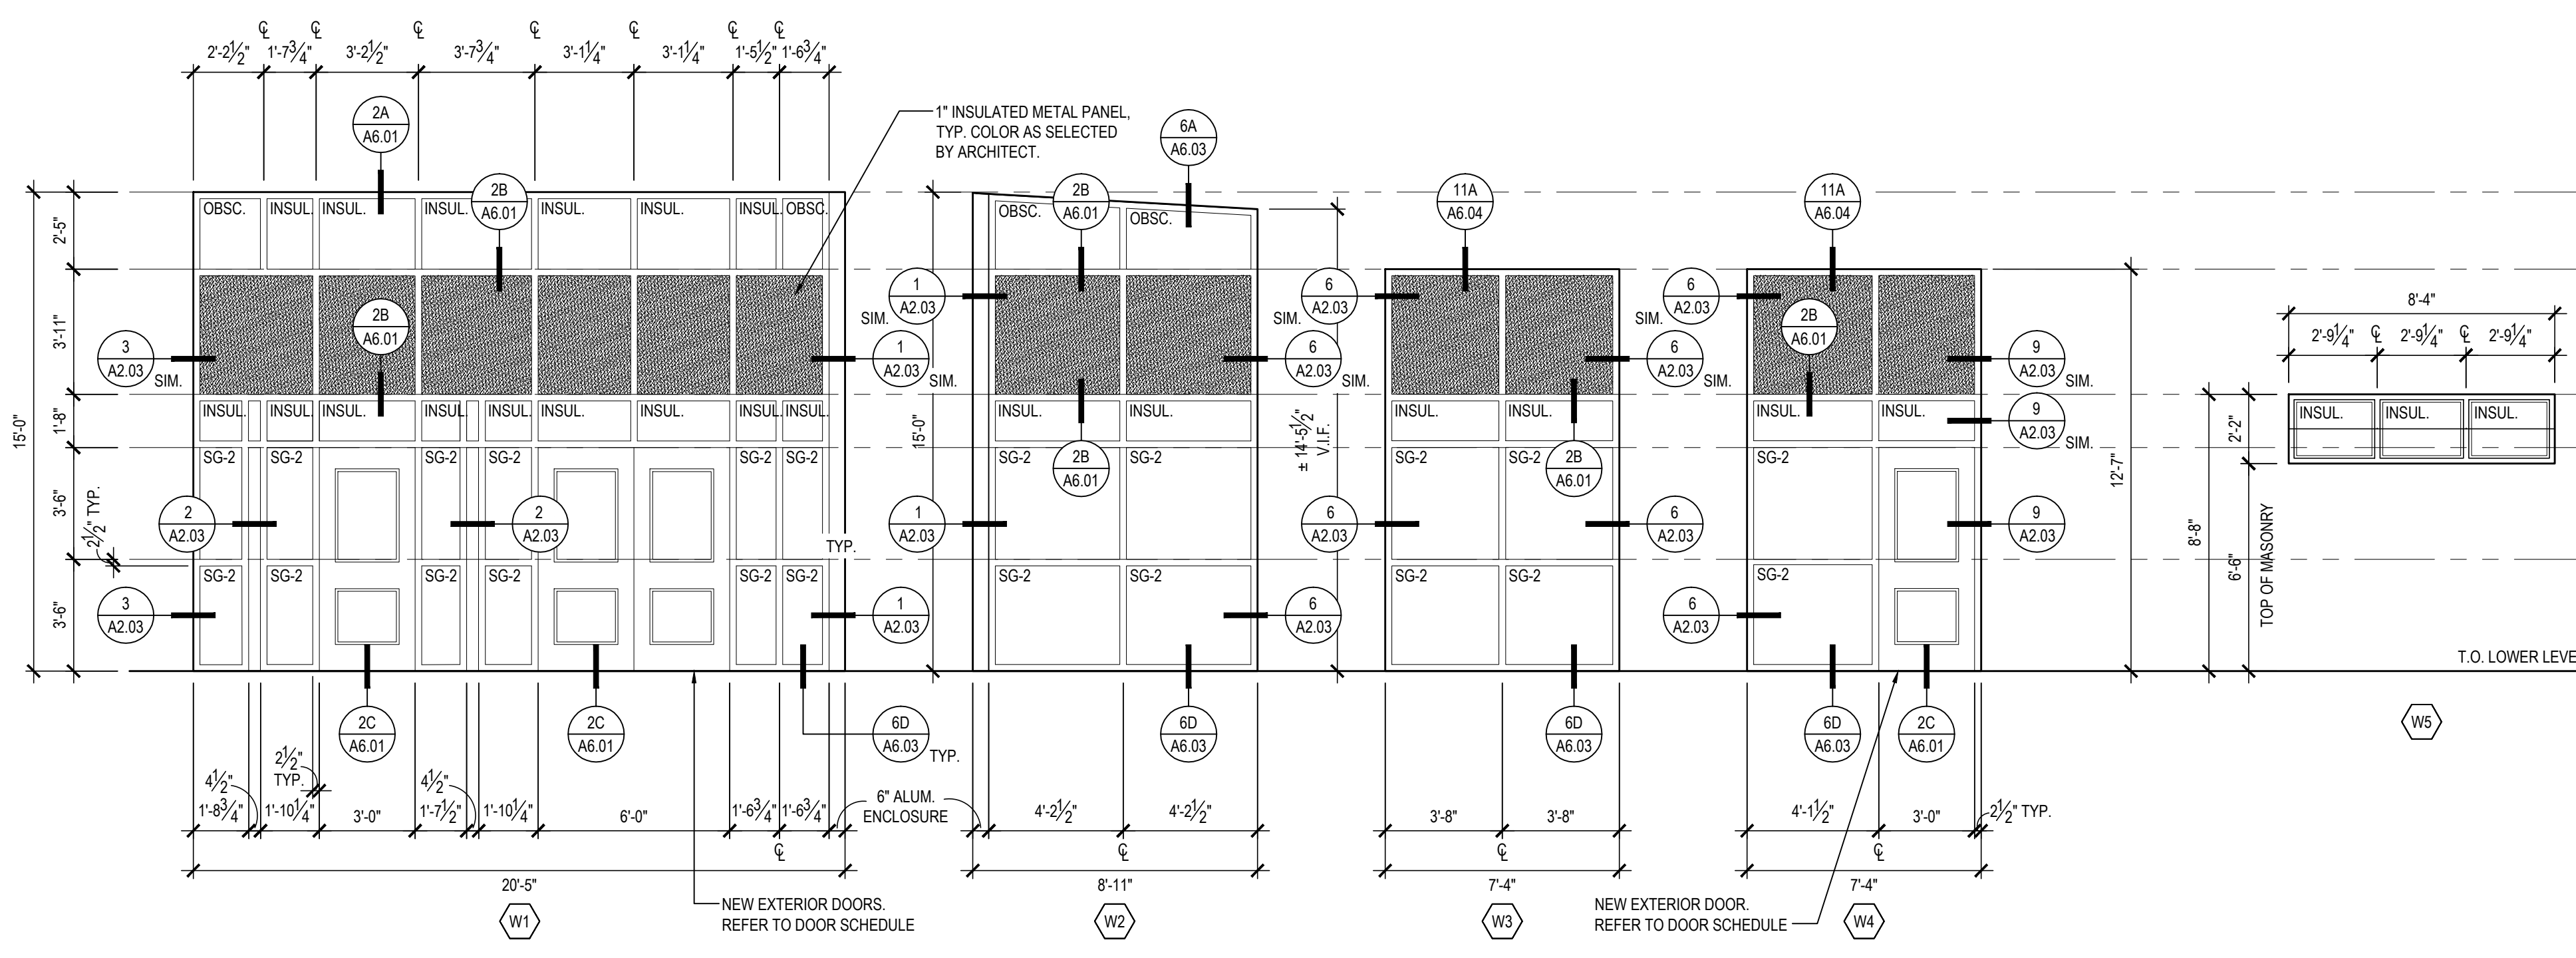 ℄ ℄ ℄ ℄ ℄ ℄ ℄
2'-2½" 1'-7¾" 3'-2½" 3'-7¾" 3'-1¼" 3'-1¼" 1'-5½" 1'-6¾"
2A
A6.01
1" INSULATED METAL PANEL,
TYP. COLOR AS SELECTED
BY ARCHITECT.
2B
A6.01
OBSC. INSUL. INSUL. INSUL. INSUL. INSUL. INSUL. OBSC.
2B
A6.01
3
A2.03
SIM.
1
A2.03
SIM.
INSUL. INSUL. INSUL. INSUL. INSUL. INSUL. INSUL. INSUL. INSUL.
SG-2 SG-2 SG-2 SG-2 SG-2 SG-2
2
A2.03
2
A2.03
TYP.
SG-2 SG-2 SG-2 SG-2 SG-2 SG-2
3
A2.03
1
A2.03
15'-0"
2'-5"
3'-11"
1'-8"
3'-6"
2½" TYP.
3'-6"
2C
A6.01
2C
A6.01
6D
A6.03
TYP.
2½"
TYP.
4½"
4½"
1'-8¾" 1'-10¼" 3'-0" 1'-7½" 1'-10¼" 6'-0" 1'-6¾" 1'-6¾"
6" ALUM.
ENCLOSURE
℄
20'-5"
W1
NEW EXTERIOR DOORS.
REFER TO DOOR SCHEDULE
6A
A6.03
2B
A6.01
OBSC. OBSC.
1
A2.03
SIM.
6
A2.03
SIM.
INSUL. INSUL.
SG-2 SG-2
2B
A6.01
1
A2.03
SG-2 SG-2
6
A2.03
15'-0"
± 14'-5½"
V.I.F.
6D
A6.03
4'-2½" 4'-2½"
℄
8'-11"
W2
11A
A6.04
6
A2.03
SIM.
6
A2.03
SIM.
INSUL. INSUL.
SG-2 SG-2
2B
A6.01
6
A2.03
6
A2.03
SG-2 SG-2
6D
A6.03
3'-8" 3'-8"
℄
7'-4"
W3
11A
A6.04
6
A2.03
SIM.
2B
A6.01
9
A2.03
SIM.
INSUL. INSUL.
9
A2.03
SIM.
SG-2
9
A2.03
SG-2
6
A2.03
6D
A6.03
2C
A6.01
4'-1½" 3'-0" 2½" TYP.
℄
7'-4"
W4
NEW EXTERIOR DOOR.
REFER TO DOOR SCHEDULE
12'-7"
8'-4"
2'-9¼" ℄ 2'-9¼" ℄ 2'-9¼"
INSUL. INSUL. INSUL.
8'-8"
2'-2"
6'-6"
TOP OF MASONRY
T.O. LOWER LEVE
W5